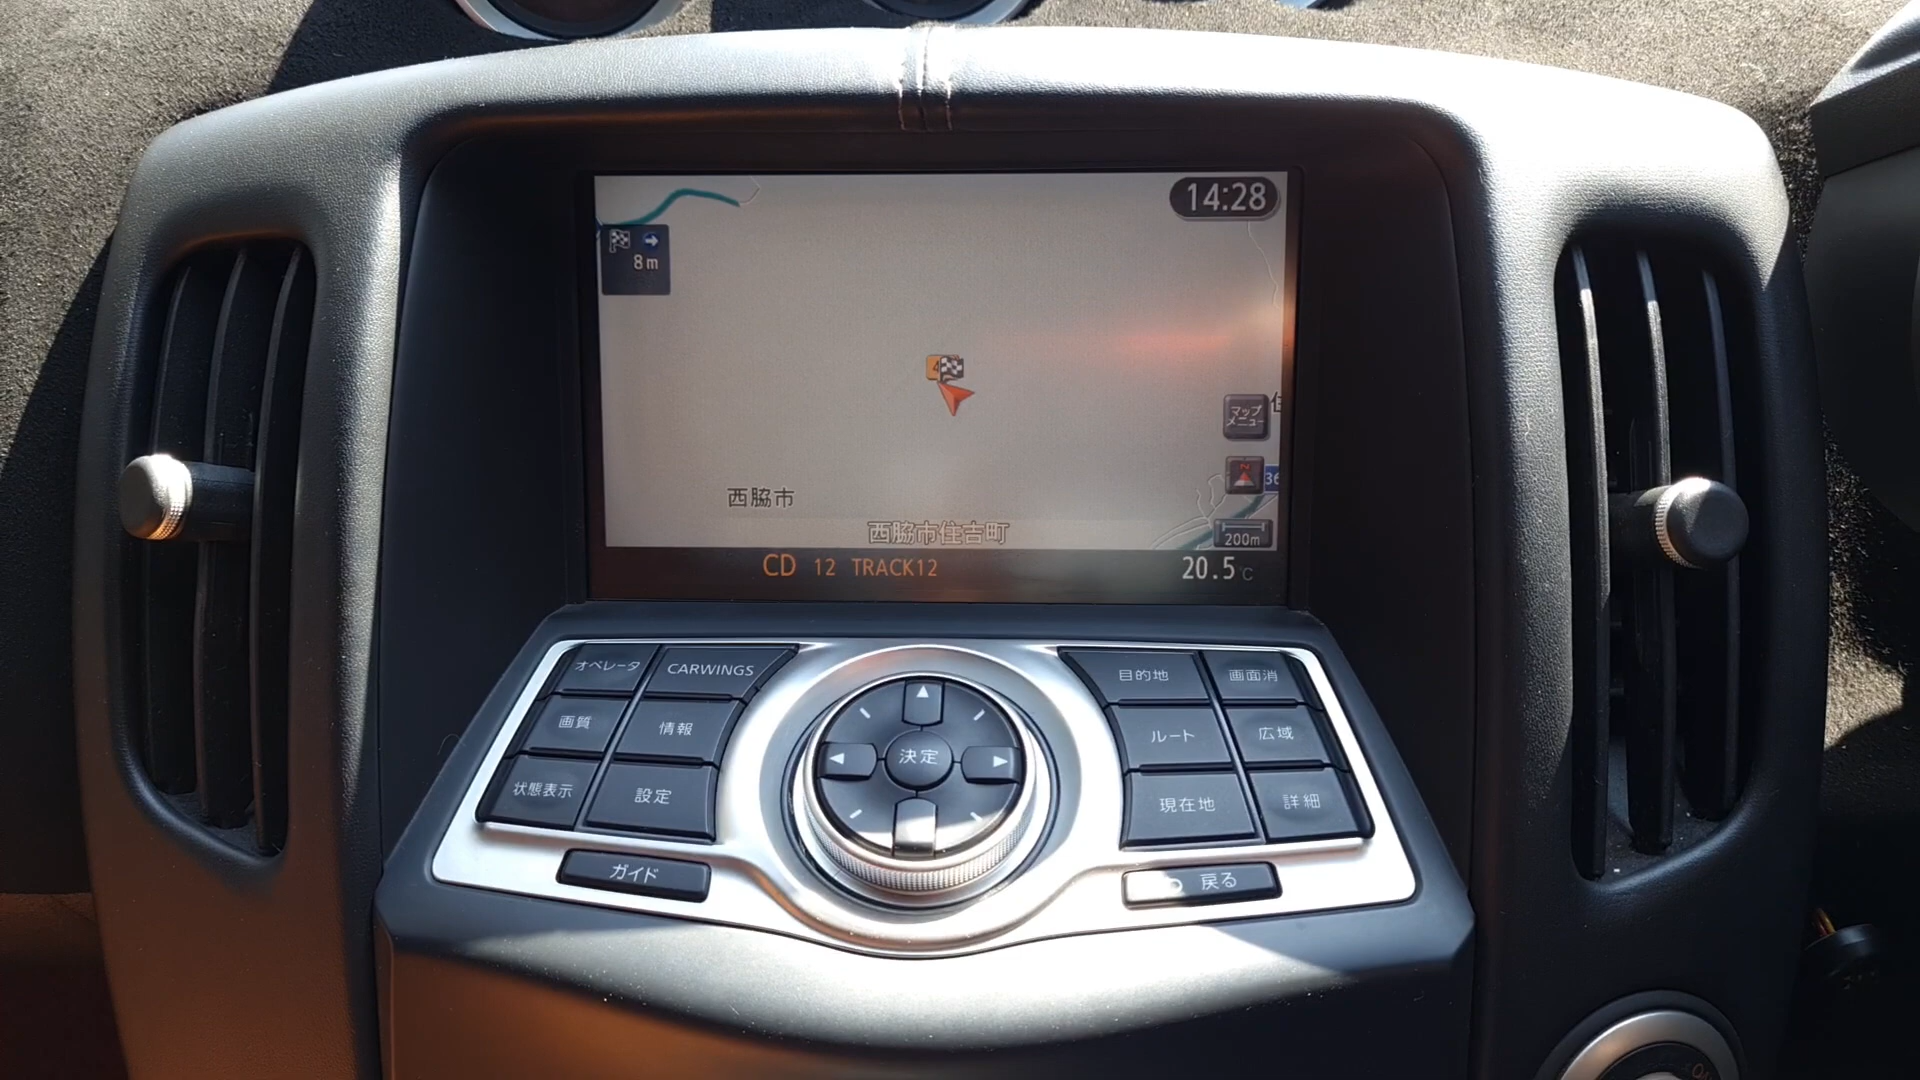 14:28
8m
4
マップ
メニュー
N
36
西脇市
西脇市住吉町
200m
CD 12 TRACK12
20.5℃
オペレータ
CARWINGS
目的地
画面消
画質
情報
ルート
広域
決定
状態表示
設定
現在地
詳細
ガイド
戻る